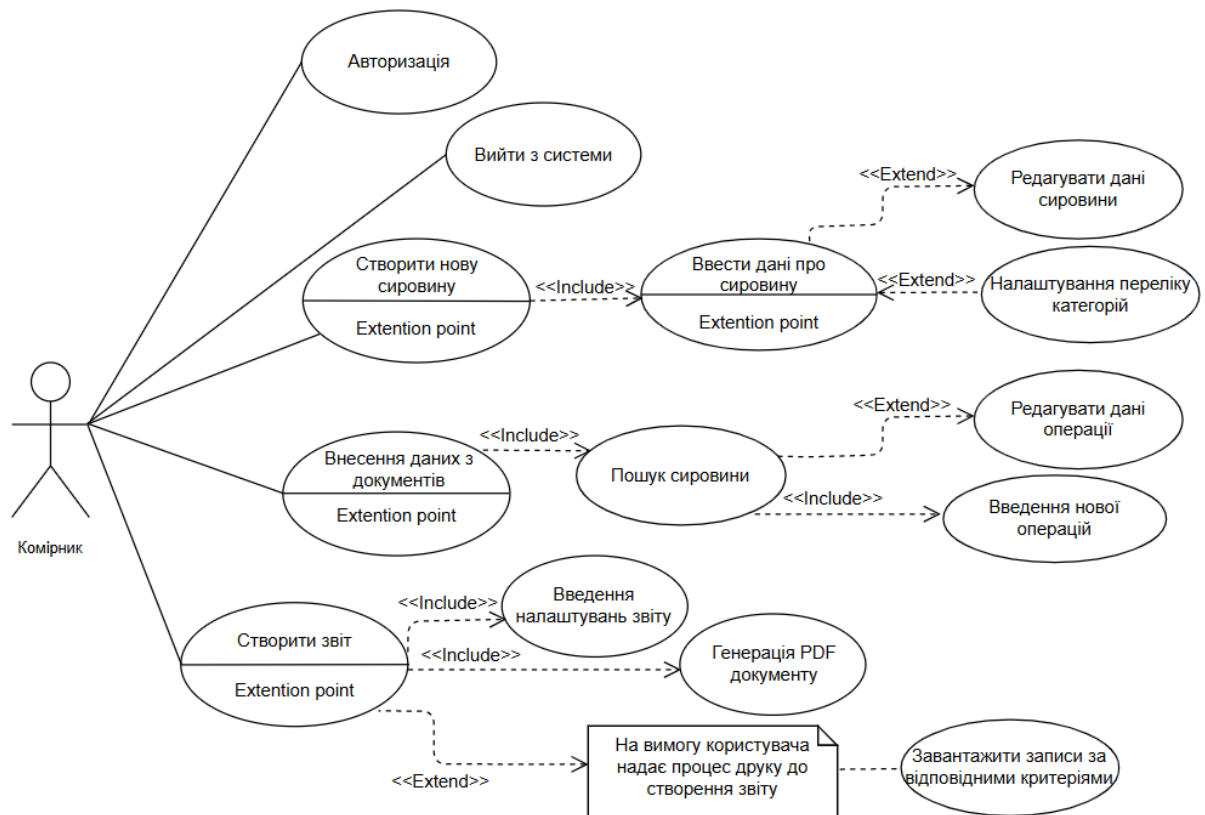 Авторизація
Вийти з системи
<<Extend>>
Редагувати дані
сировини
Створити нову
сировину
Extention point
<<Include>>
Ввести дані про
сировину
Extention point
<<Extend>>
Налаштування переліку
категорій
<<Extend>>
Редагувати дані
операції
<<Include>>
Внесення даних з
документів
Extention point
Пошук сировини
<<Include>>
Введення нової
операцій
Комірник
<<Include>>
Введення
налаштувань звіту
Створити звіт
Extention point
<<Include>>
Генерація PDF
документу
<<Extend>>
На вимогу користувача
надає процес друку до
створення звіту
Завантажити записи за
відповідними критеріями